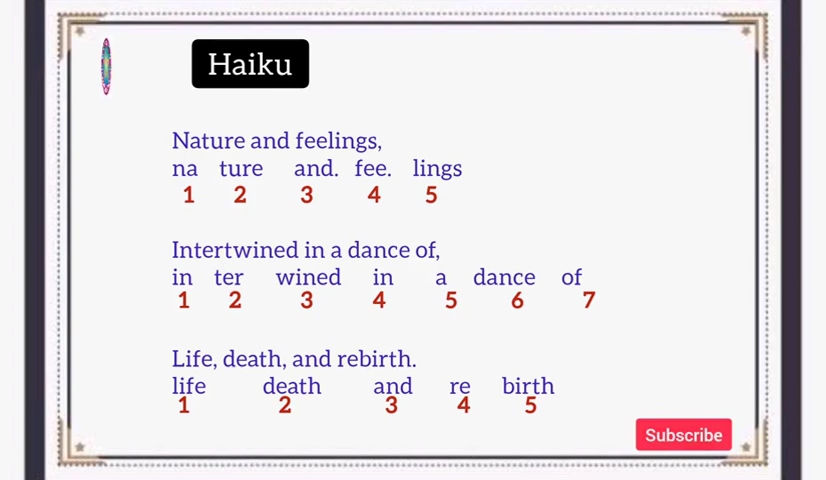 Haiku
Nature and feelings,
na ture and. fee. lings
1 2 3 4 5
Intertwined in a dance of,
in ter wined in a dance of
1 2 3 4 5 6 7
Life, death, and rebirth.
life death and re birth
1 2 3 4 5
Subscribe